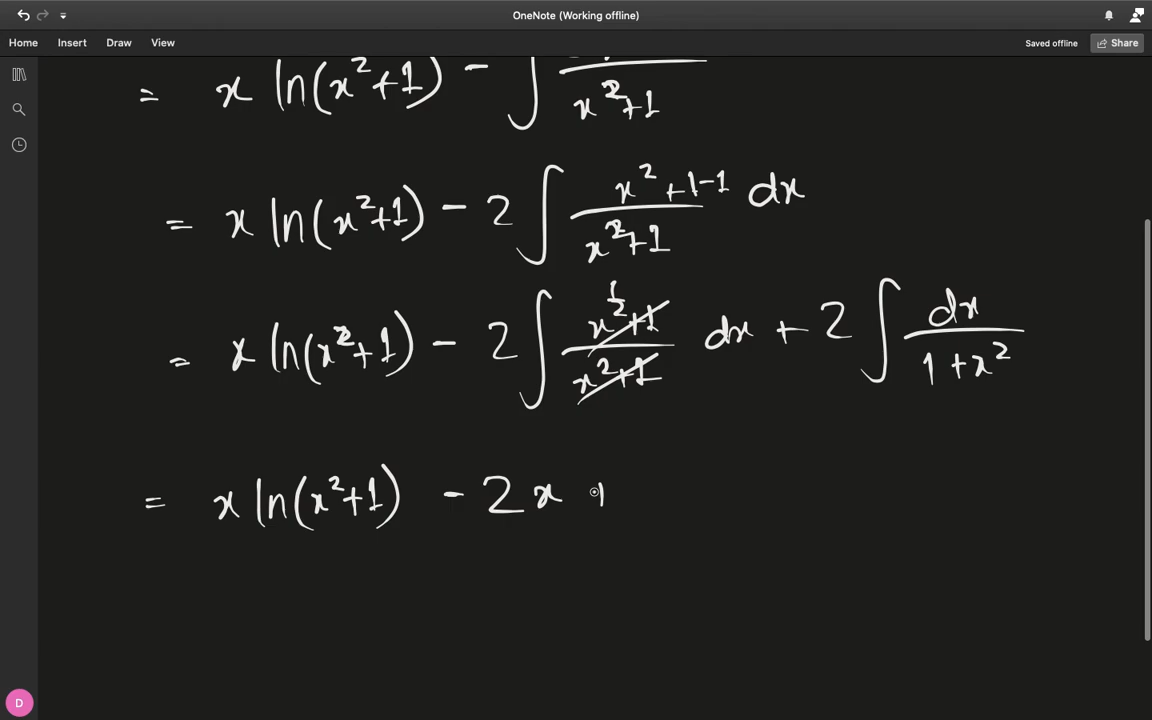 OneNote (Working offline)
Home Insert Draw View
Saved offline Share
= x ln(x²+1) - ∫ x²+1
= x ln(x²+1) - 2 ∫ x²+1-1 / x²+1 dx
= x ln(x²+1) - 2 ∫ x²+1 / x²+1 dx + 2 ∫ dx / 1+x²
1
= x ln(x²+1) - 2x
D